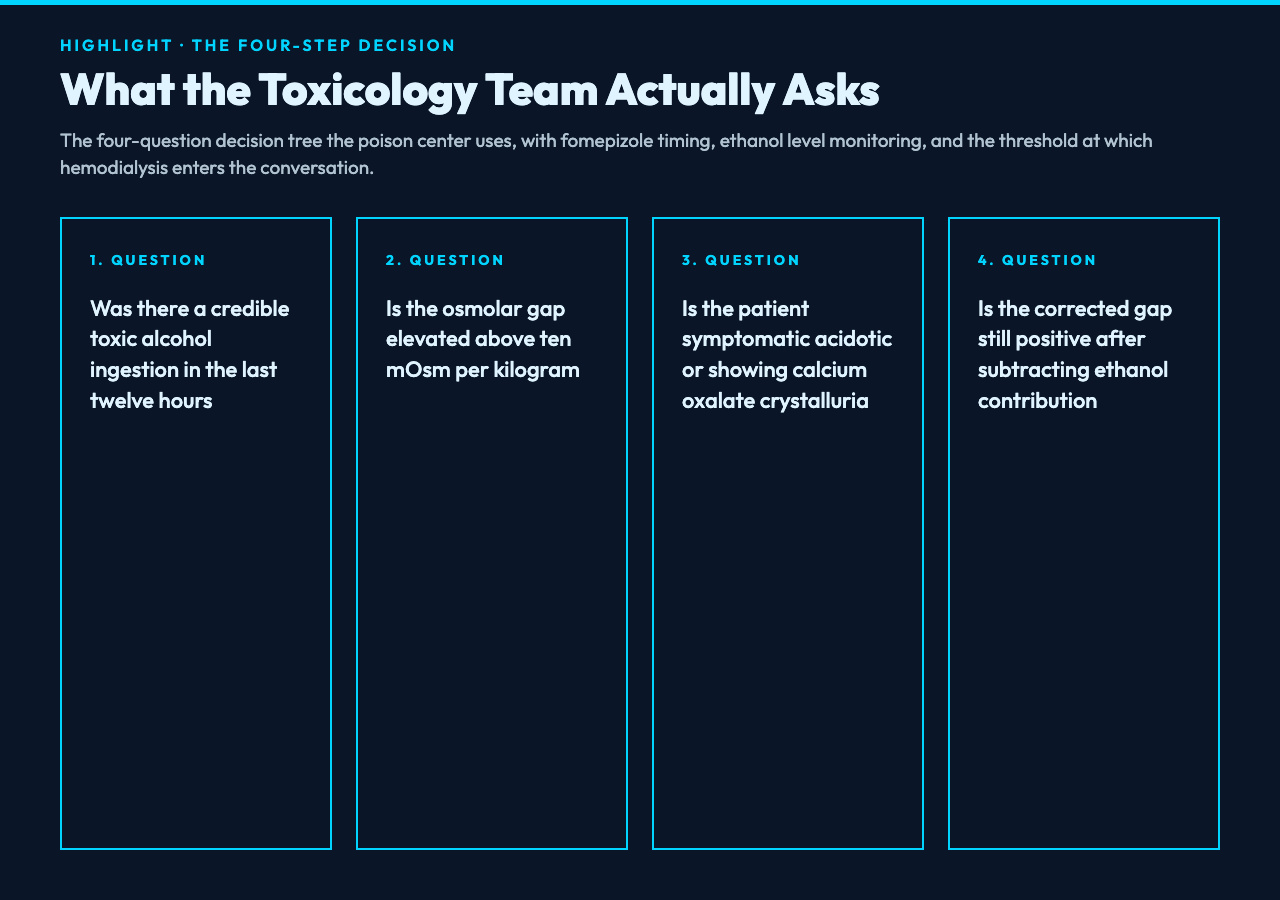 HIGHLIGHT · THE FOUR-STEP DECISION
What the Toxicology Team Actually Asks
The four-question decision tree the poison center uses, with fomepizole timing, ethanol level monitoring, and the threshold at which
hemodialysis enters the conversation.
1. QUESTION
Was there a credible
toxic alcohol
ingestion in the last
twelve hours
2. QUESTION
Is the osmolar gap
elevated above ten
mOsm per kilogram
3. QUESTION
Is the patient
symptomatic acidotic
or showing calcium
oxalate crystalluria
4. QUESTION
Is the corrected gap
still positive after
subtracting ethanol
contribution